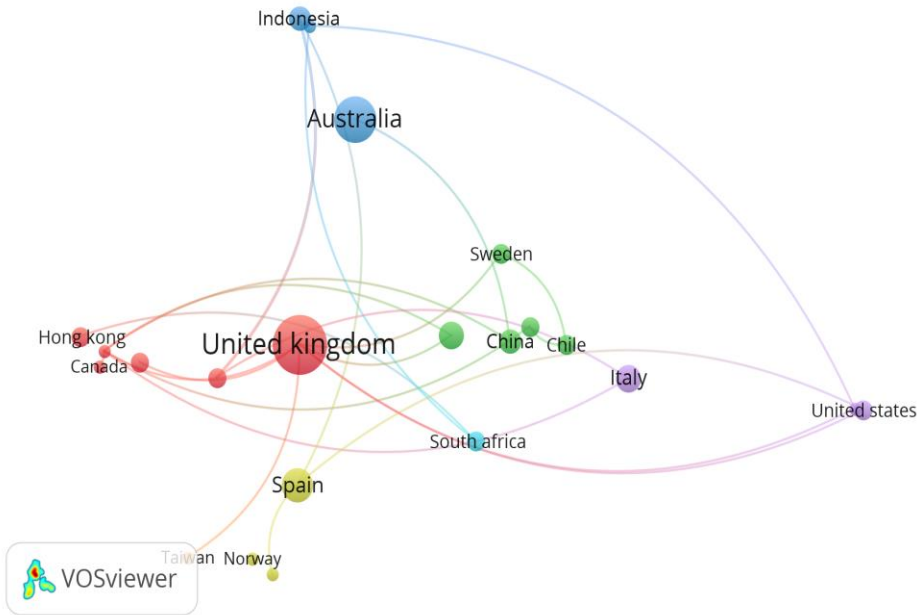 Indonesia
Australia
Sweden
Hong kong
United kingdom
China
Chile
Canada
Italy
United states
South africa
Spain
Taiwan
Norway
VOSviewer